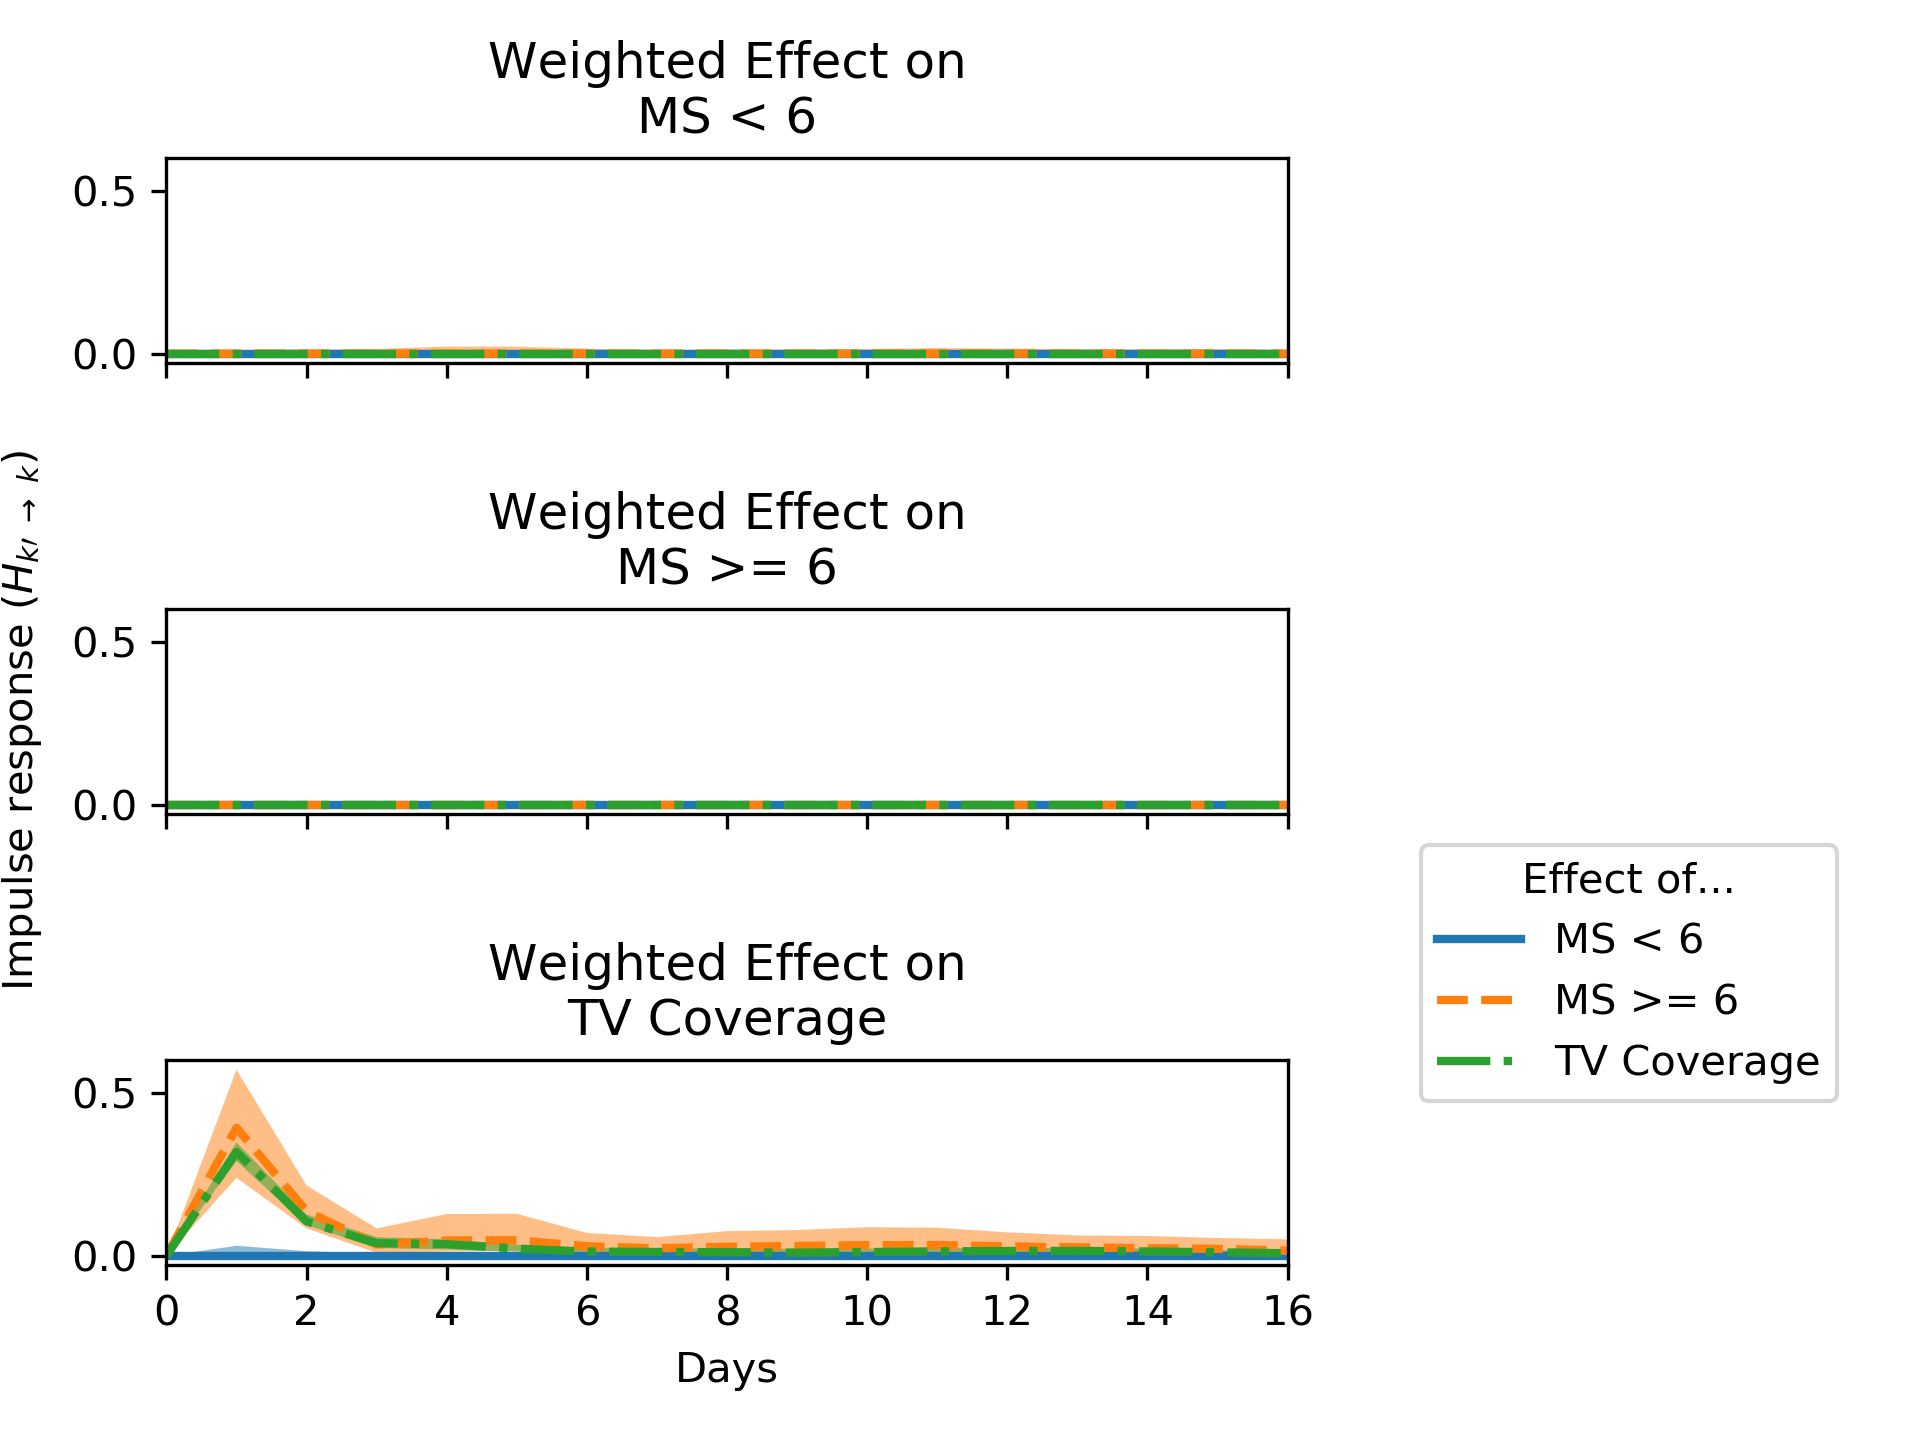 Weighted Effect on
MS < 6
0.5
0.0
Impulse response (H_{k′ → k})
Weighted Effect on
MS >= 6
0.5
0.0
Weighted Effect on
TV Coverage
0.5
0.0
0 2 4 6 8 10 12 14 16
Days
Effect of...
MS < 6
MS >= 6
TV Coverage